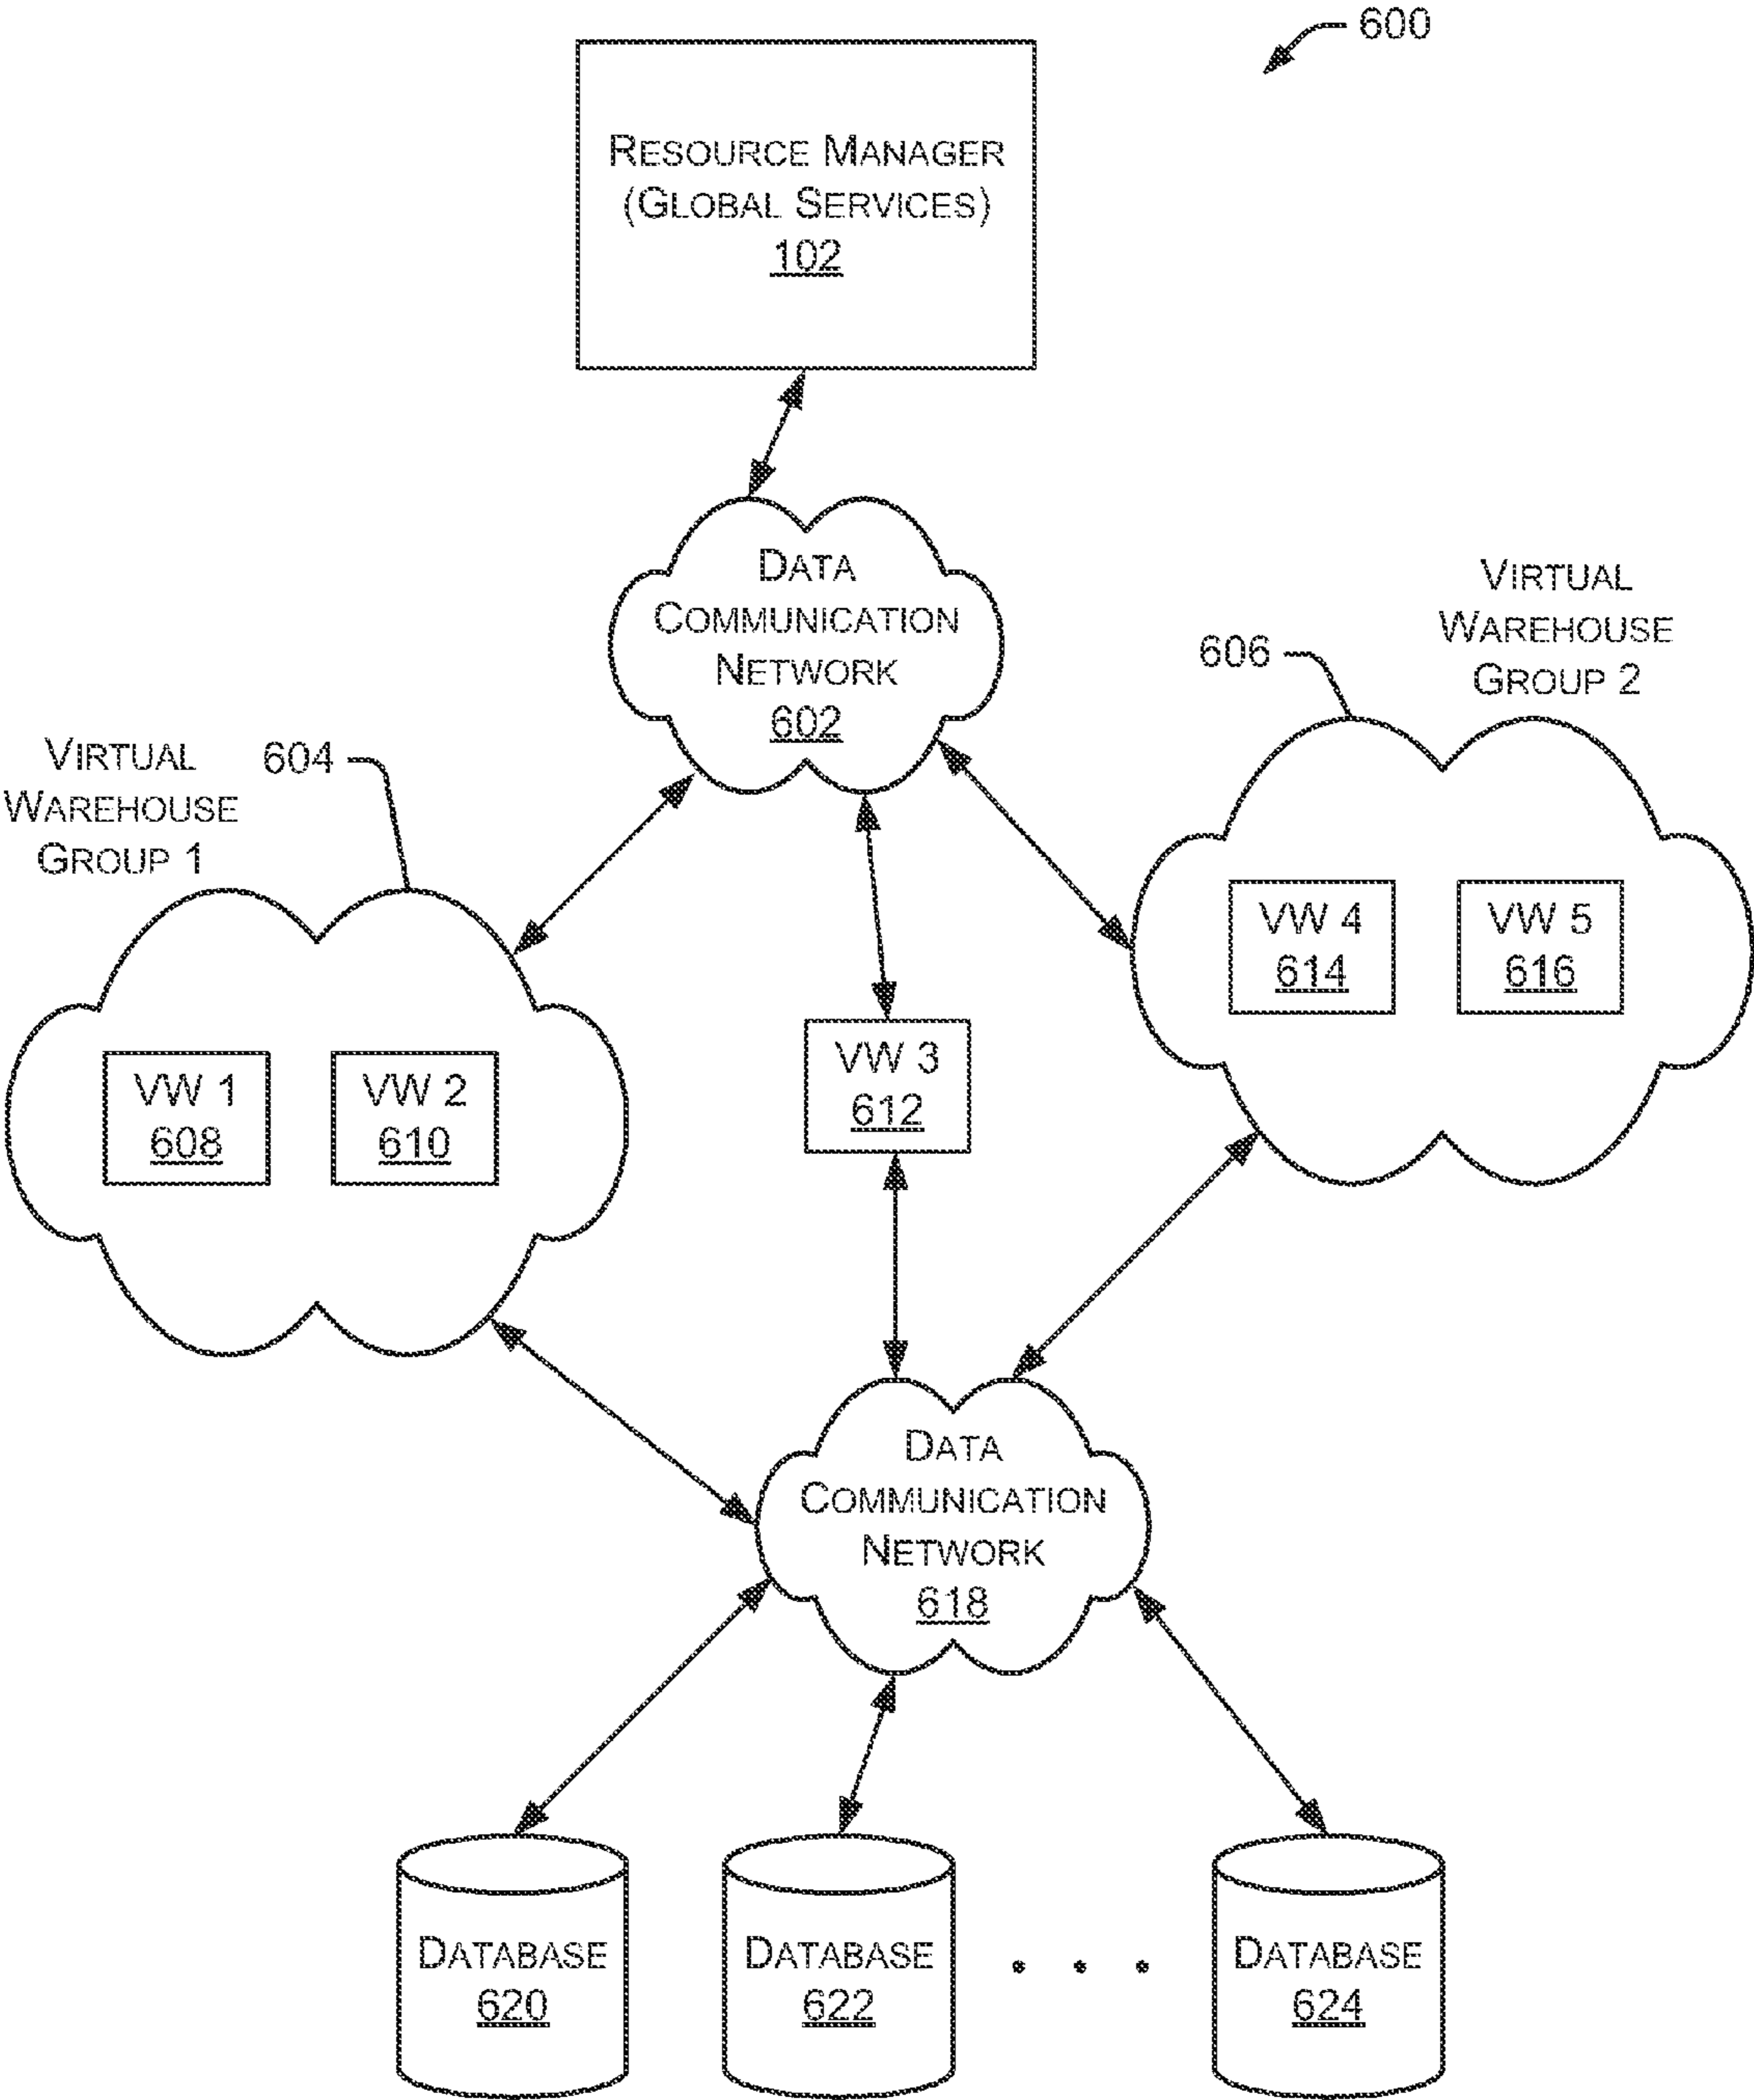 600
RESOURCE MANAGER
(GLOBAL SERVICES)
102
DATA
COMMUNICATION
NETWORK
602
VIRTUAL
WAREHOUSE
GROUP 2
606
VIRTUAL
WAREHOUSE
GROUP 1
604
VW 4
614
VW 5
616
VW 3
612
VW 1
608
VW 2
610
DATA
COMMUNICATION
NETWORK
618
DATABASE
620
DATABASE
622
. . .
DATABASE
624